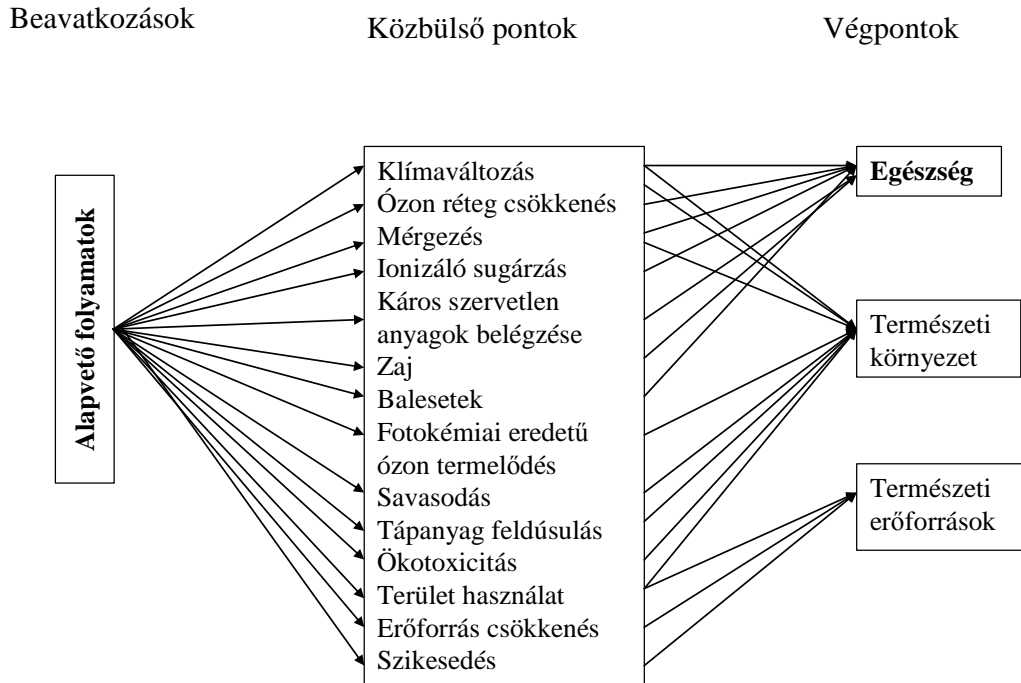 Beavatkozások
Közbülső pontok
Végpontok
Alapvető folyamatok
Klímaváltozás
Ózon réteg csökkenés
Mérgezés
Ionizáló sugárzás
Káros szervetlen
anyagok belégzése
Zaj
Balesetek
Fotokémiai eredetű
ózon termelődés
Savasodás
Tápanyag feldúsulás
Ökotoxicitás
Terület használat
Erőforrás csökkenés
Szikesedés
Egészség
Természeti
környezet
Természeti
erőforrások